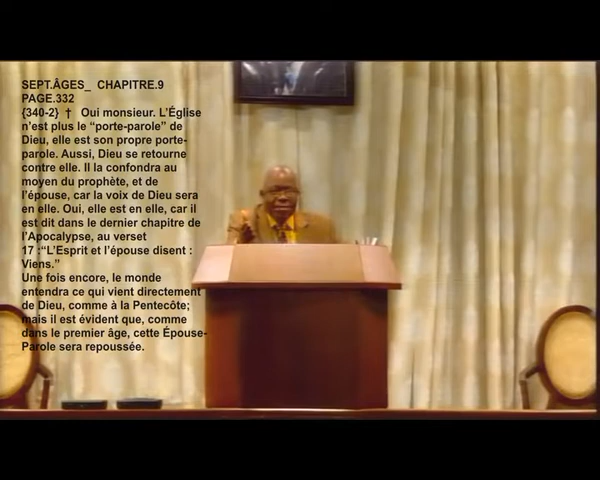 SEPT.ÂGES_ CHAPITRE.9
PAGE.332
{340-2} † Oui monsieur. L'Église
n'est plus le “porte-parole” de
Dieu, elle est son propre porte-
parole. Aussi, Dieu se retourne
contre elle. Il la confondra au
moyen du prophète, et de
l'épouse, car la voix de Dieu sera
en elle. Oui, elle est en elle, car il
est dit dans le dernier chapitre de
l'Apocalypse, au verset
17 :“L'Esprit et l'épouse disent :
Viens.”
Une fois encore, le monde
entendra ce qui vient directement
de Dieu, comme à la Pentecôte;
mais il est évident que, comme
dans le premier âge, cette Épouse-
Parole sera repoussée.